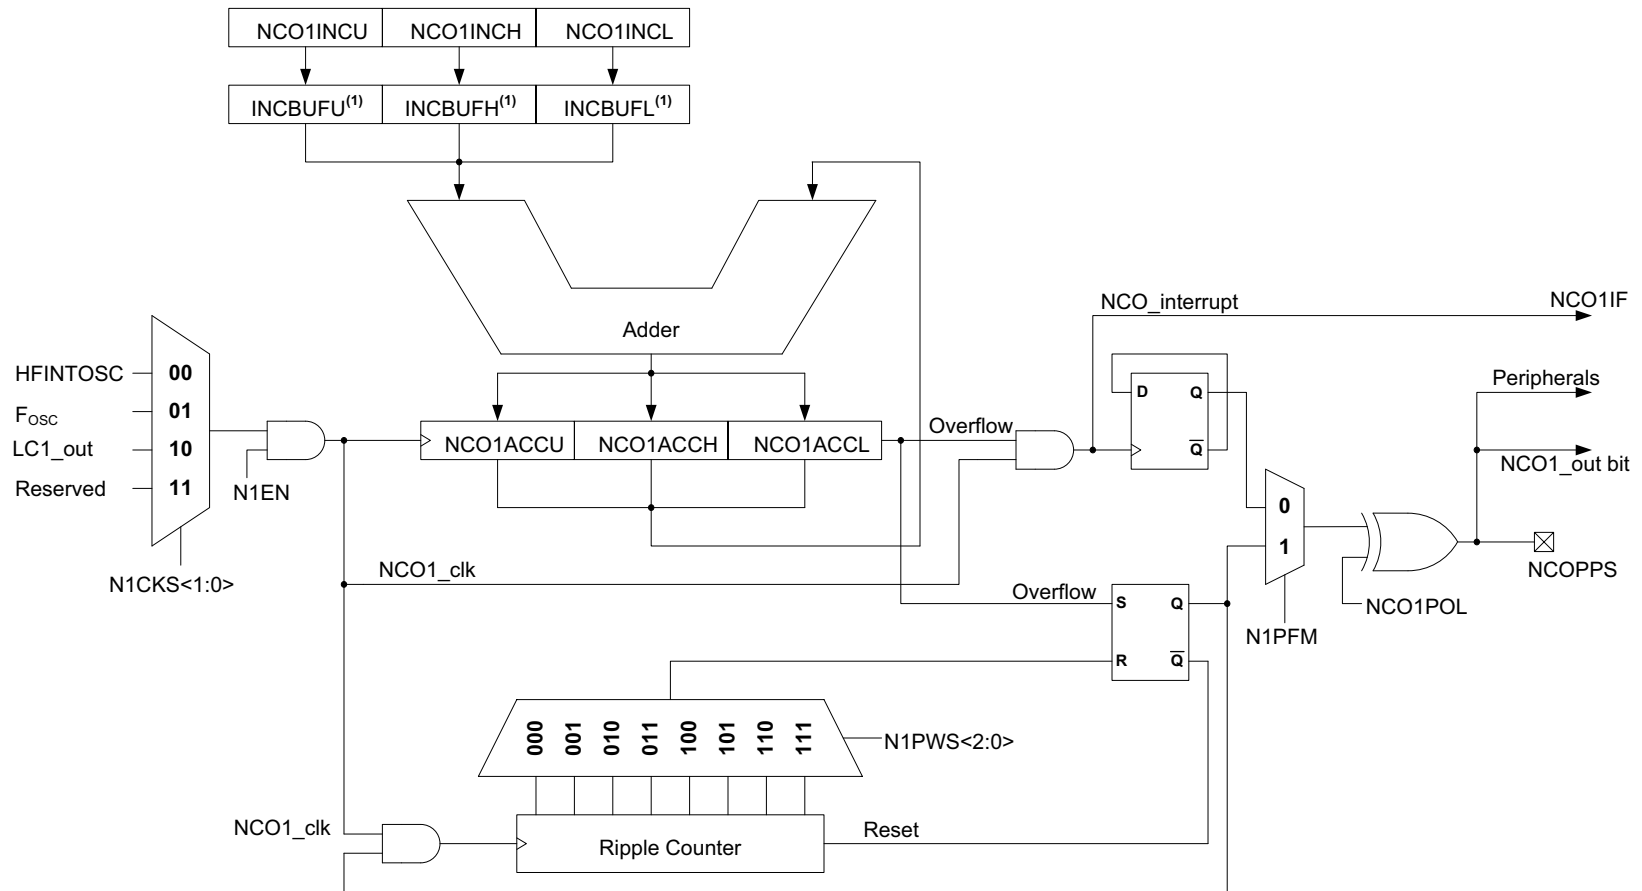 NCO1INCU NCO1INCH NCO1INCL
INCBUFU(1) INCBUFH(1) INCBUFL(1)
Adder
NCO_interrupt
NCO1IF
HFINTOSC
00
FOSC
01
LC1_out
10
Reserved
11
N1EN
N1CKS<1:0>
NCO1ACCU NCO1ACCH NCO1ACCL
Overflow
D Q
Q
Peripherals
NCO1_out bit
0
1
NCOPPS
NCO1POL
N1PFM
NCO1_clk
Overflow
S Q
R Q
000 001 010 011 100 101 110 111
N1PWS<2:0>
NCO1_clk
Ripple Counter
Reset